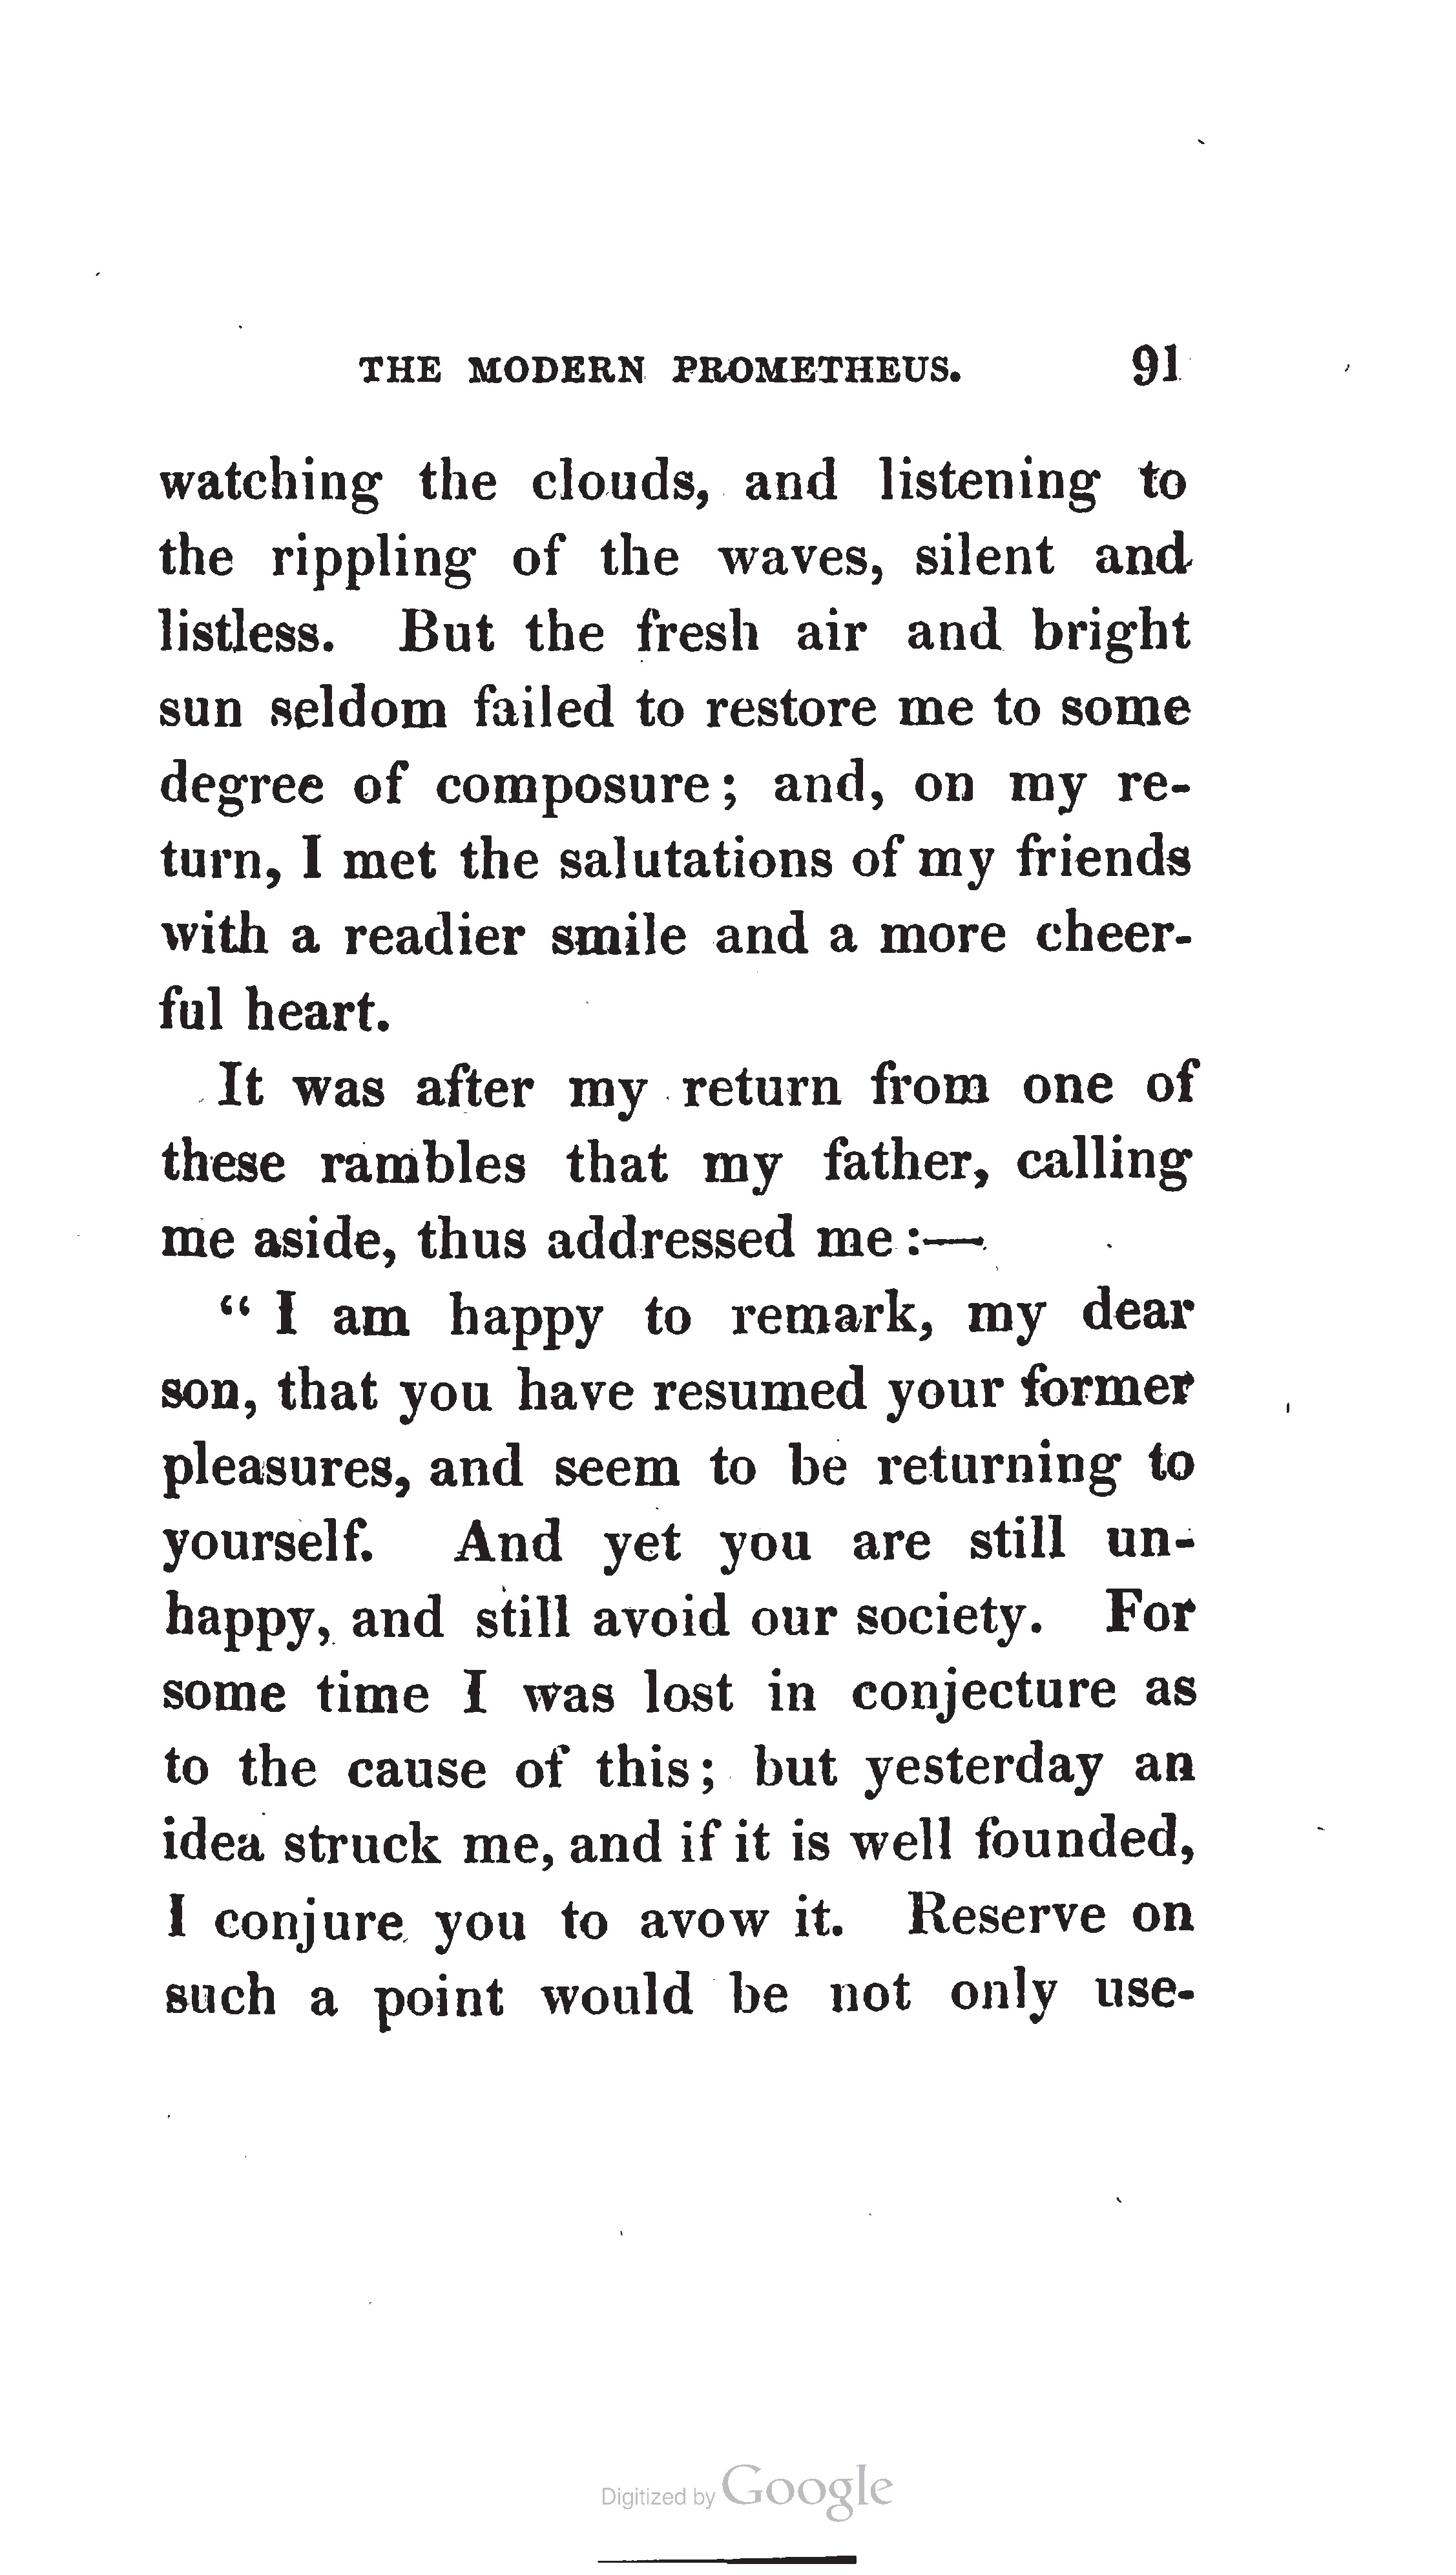 THE MODERN PROMETHEUS. 91
watching the clouds, and listening to
the rippling of the waves, silent and
listless. But the fresh air and bright
sun seldom failed to restore me to some
degree of composure; and, on my re-
turn, I met the salutations of my friends
with a readier smile and a more cheer-
ful heart.
It was after my return from one of
these rambles that my father, calling
me aside, thus addressed me:—
“ I am happy to remark, my dear
son, that you have resumed your former
pleasures, and seem to be returning to
yourself. And yet you are still un-
happy, and still avoid our society. For
some time I was lost in conjecture as
to the cause of this; but yesterday an
idea struck me, and if it is well founded,
I conjure you to avow it. Reserve on
such a point would be not only use-
Digitized by Google